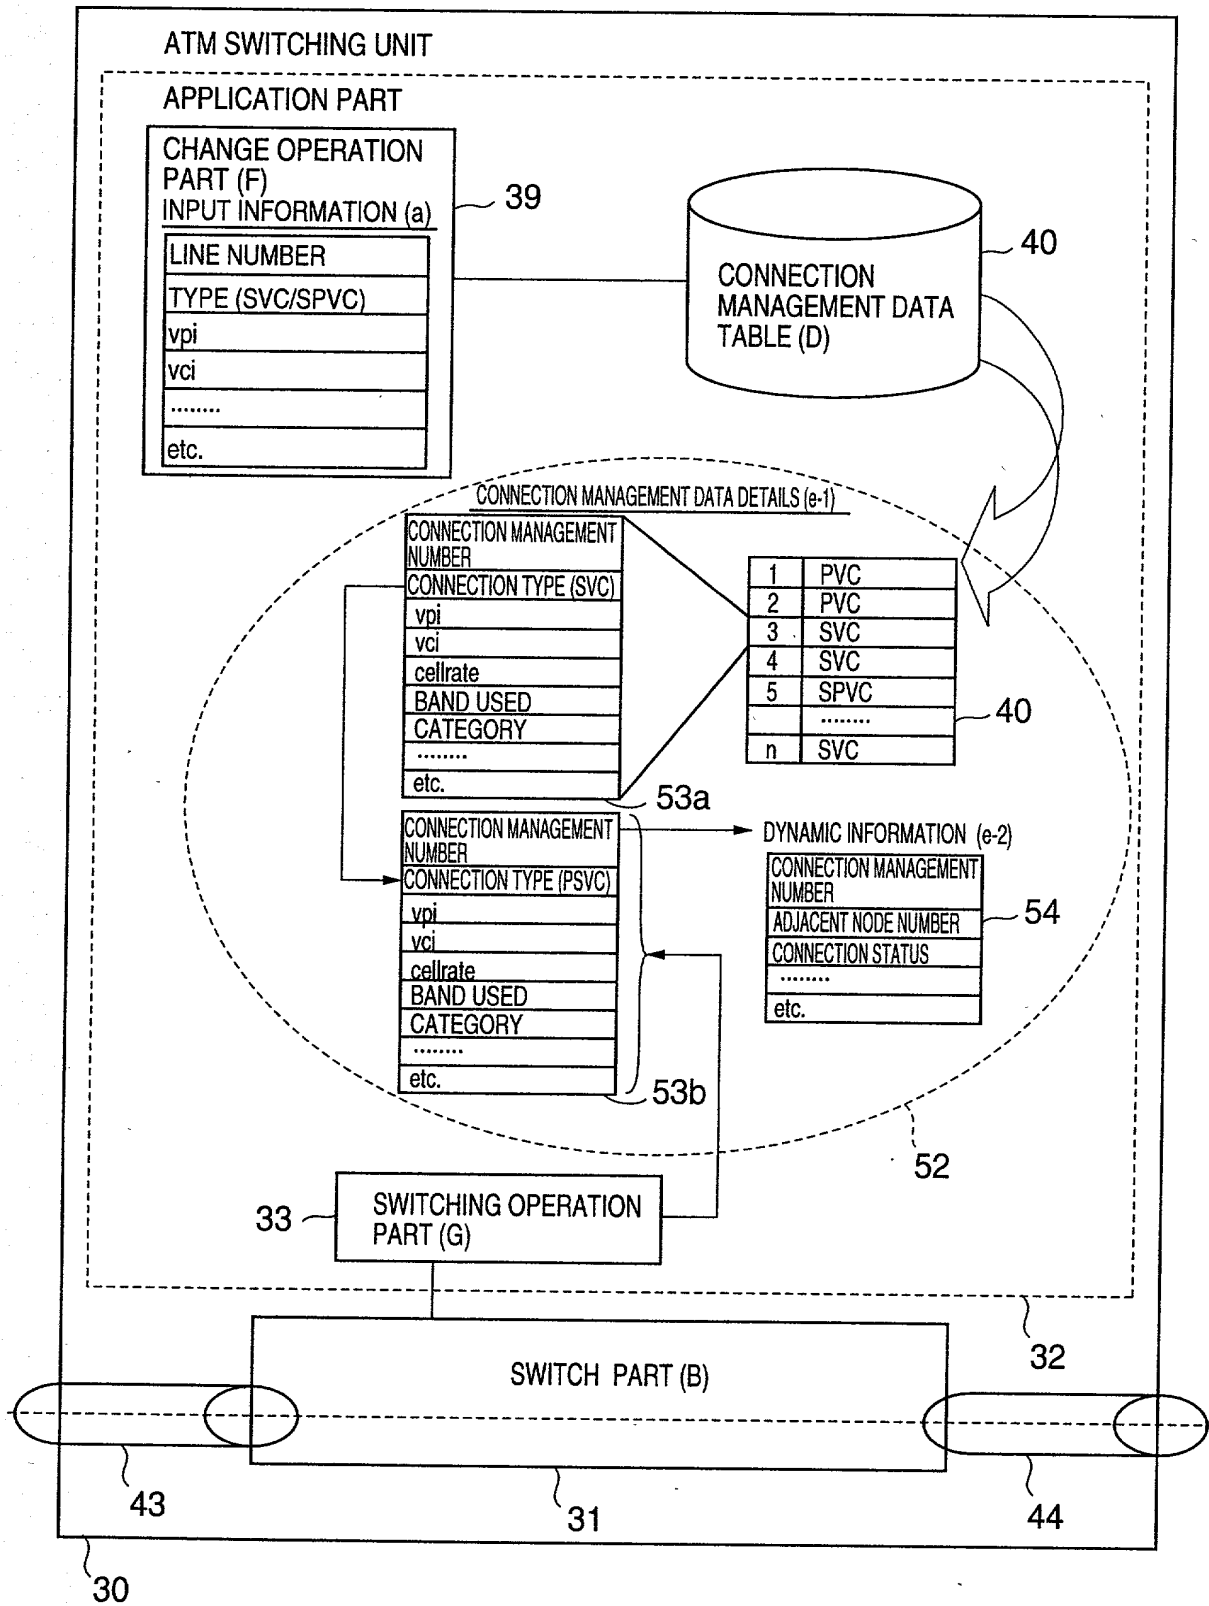 ATM SWITCHING UNIT
APPLICATION PART
CHANGE OPERATION
PART (F)
INPUT INFORMATION (a)
LINE NUMBER
TYPE (SVC/SPVC)
vpi
vci
........
etc.
39
CONNECTION
MANAGEMENT DATA
TABLE (D)
40
CONNECTION MANAGEMENT DATA DETAILS (e-1)
CONNECTION MANAGEMENT
NUMBER
CONNECTION TYPE (SVC)
vpi
vci
cellrate
BAND USED
CATEGORY
........
etc.
53a
1 PVC
2 PVC
3 SVC
4 SVC
5 SPVC
........
n SVC
40
CONNECTION MANAGEMENT
NUMBER
CONNECTION TYPE (PSVC)
vpi
vci
cellrate
BAND USED
CATEGORY
........
etc.
53b
DYNAMIC INFORMATION (e-2)
CONNECTION MANAGEMENT
NUMBER
ADJACENT NODE NUMBER
CONNECTION STATUS
........
etc.
54
52
33
SWITCHING OPERATION
PART (G)
32
SWITCH PART (B)
43
31
44
30